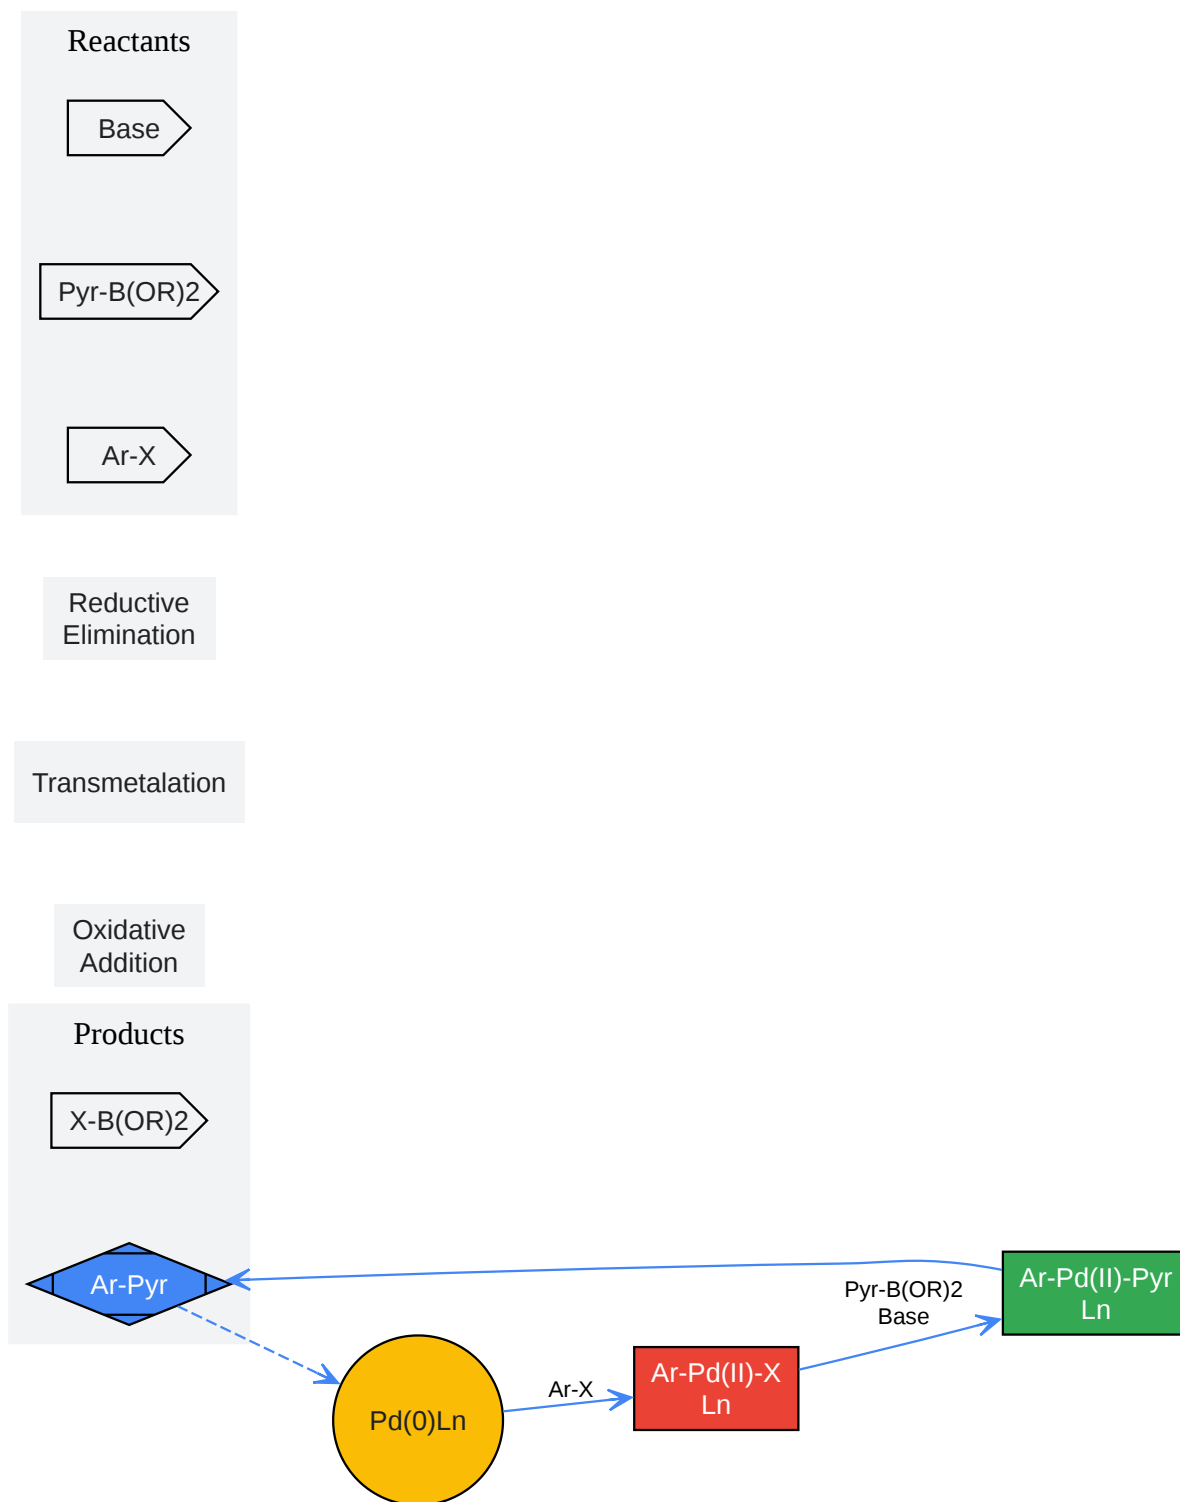 Reactants
Base
Pyr-B(OR)2
Ar-X
Reductive
Elimination
Transmetalation
Oxidative
Addition
Products
X-B(OR)2
Ar-Pyr
Pd(0)Ln
Ar-X
Ar-Pd(II)-X
Ln
Pyr-B(OR)2
Base
Ar-Pd(II)-Pyr
Ln